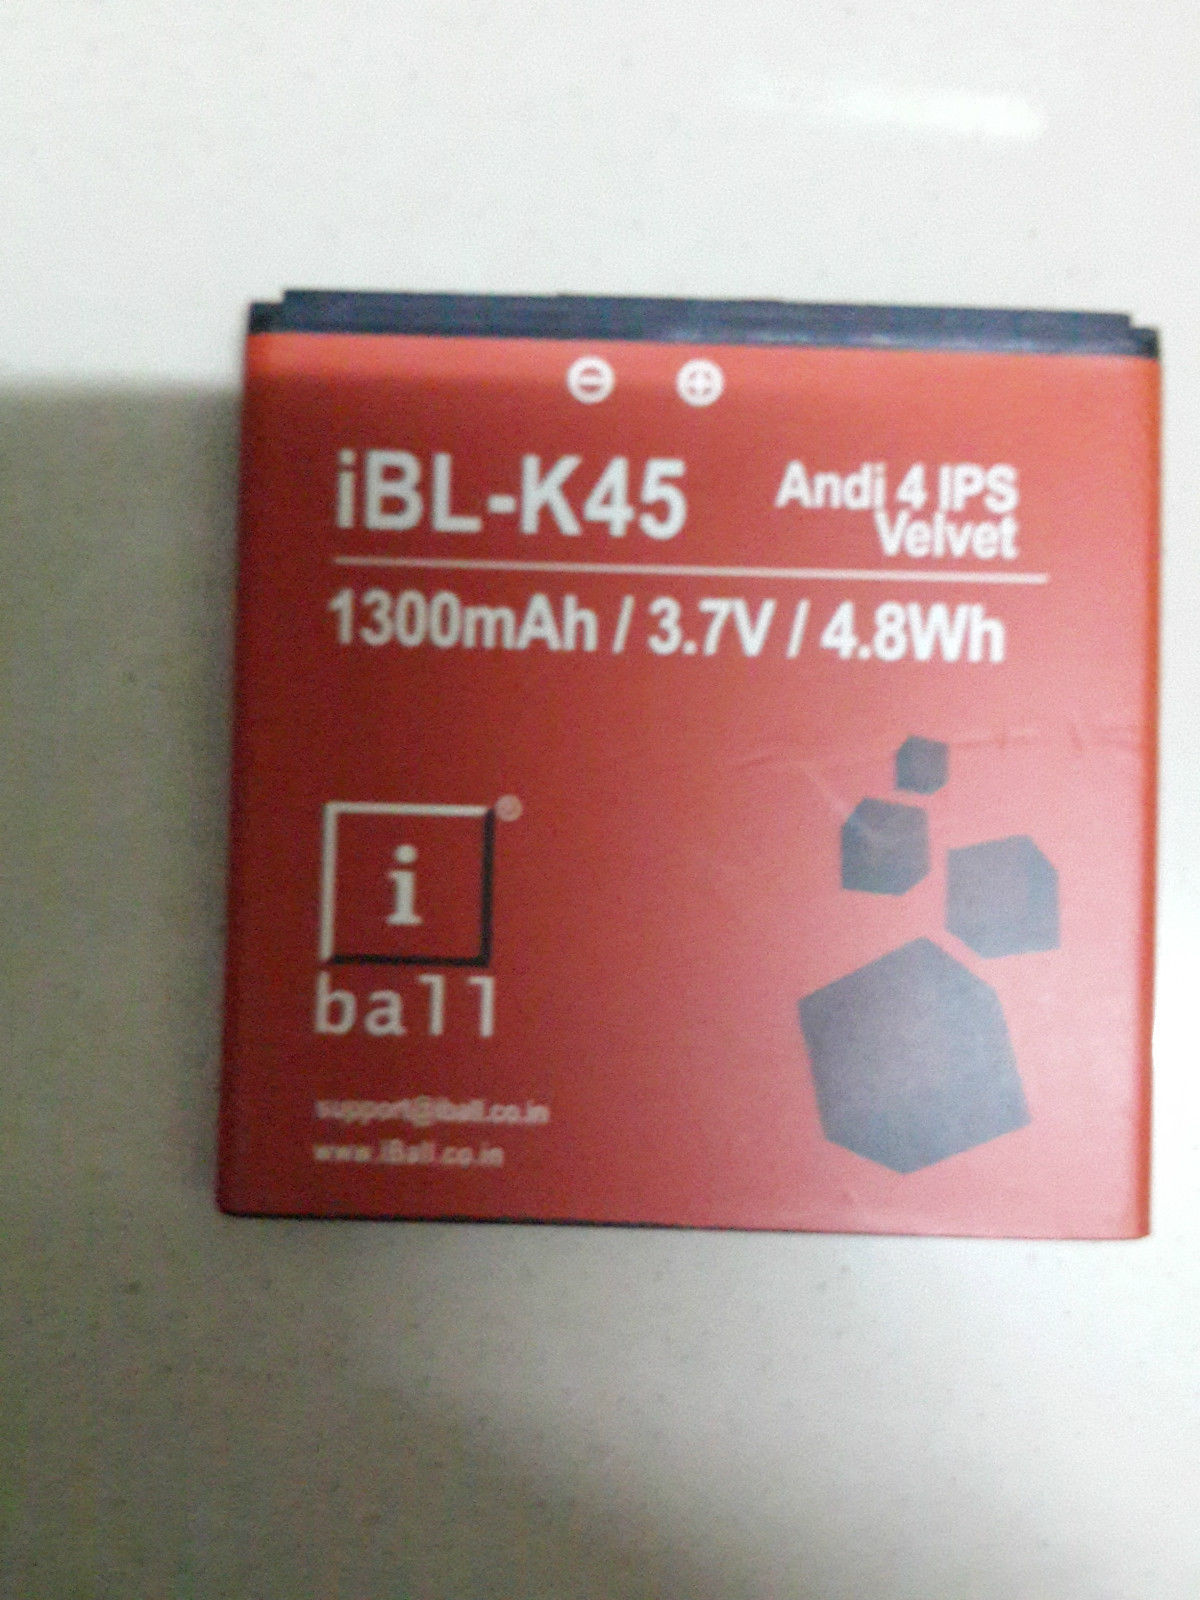 iBL-K45
Andi 4 IPS
Velvet
1300mAh / 3.7V / 4.8Wh
i
ball
support@iball.co.in
www.iBall.co.in